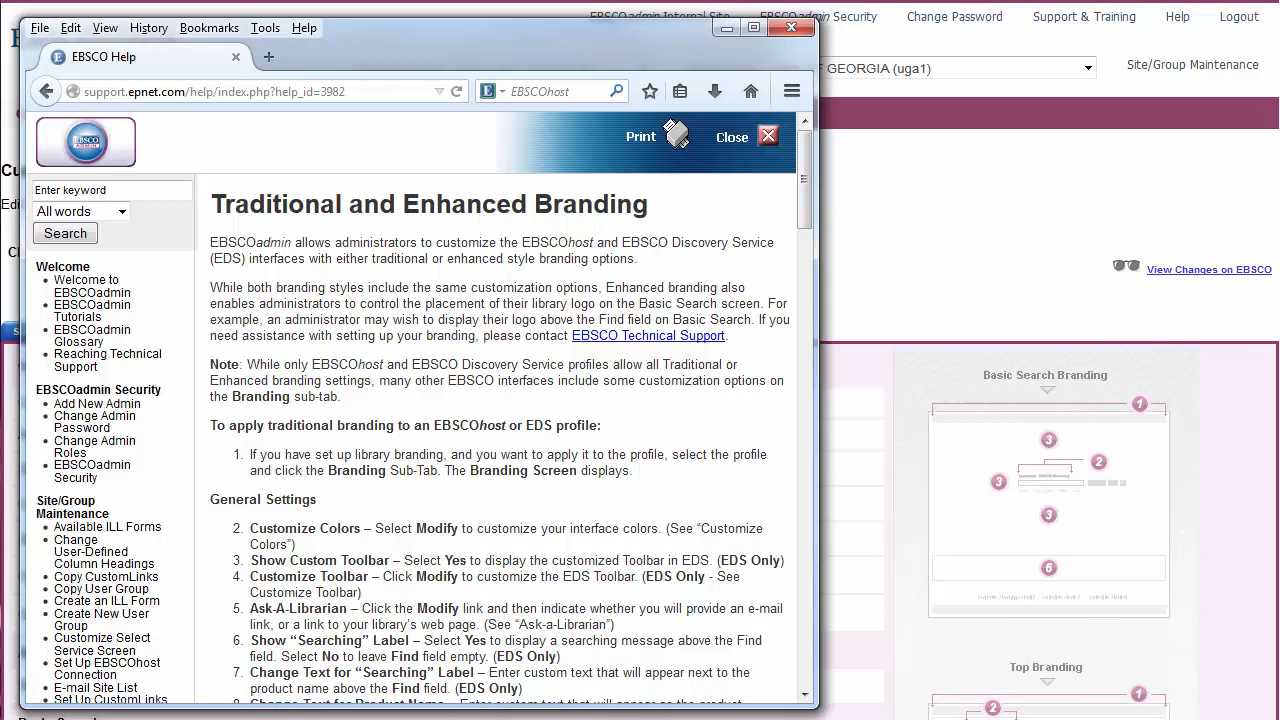 EBSCOadmin Internal Site EBSCOadmin Security Change Password Support & Training Help Logout
File Edit View History Bookmarks Tools Help
EBSCO Help
GEORGIA (uga1)
Site/Group Maintenance
support.epnet.com/help/index.php?help_id=3982
EBSCOhost
EBSCO
ADMIN
Print
Close
Enter keyword
All words
Search
Welcome
Welcome to
EBSCOadmin
EBSCOadmin
Tutorials
EBSCOadmin
Glossary
Reaching Technical
Support
EBSCOadmin Security
Add New Admin
Change Admin
Password
Change Admin
Roles
EBSCOadmin
Security
Site/Group
Maintenance
Available ILL Forms
Change
User-Defined
Column Headings
Copy CustomLinks
Copy User Group
Create an ILL Form
Create New User
Group
Customize Select
Service Screen
Set Up EBSCOhost
Connection
E-mail Site List
Set Up CustomLinks
Traditional and Enhanced Branding
EBSCOadmin allows administrators to customize the EBSCOhost and EBSCO Discovery Service
(EDS) interfaces with either traditional or enhanced style branding options.
While both branding styles include the same customization options, Enhanced branding also
enables administrators to control the placement of their library logo on the Basic Search screen. For
example, an administrator may wish to display their logo above the Find field on Basic Search. If you
need assistance with setting up your branding, please contact EBSCO Technical Support.
Note: While only EBSCOhost and EBSCO Discovery Service profiles allow all Traditional or
Enhanced branding settings, many other EBSCO interfaces include some customization options on
the Branding sub-tab.
To apply traditional branding to an EBSCOhost or EDS profile:
1. If you have set up library branding, and you want to apply it to the profile, select the profile
and click the Branding Sub-Tab. The Branding Screen displays.
General Settings
2. Customize Colors – Select Modify to customize your interface colors. (See “Customize
Colors”)
3. Show Custom Toolbar – Select Yes to display the customized Toolbar in EDS. (EDS Only)
4. Customize Toolbar – Click Modify to customize the EDS Toolbar. (EDS Only - See
Customize Toolbar)
5. Ask-A-Librarian – Click the Modify link and then indicate whether you will provide an e-mail
link, or a link to your library's web page. (See “Ask-a-Librarian”)
6. Show “Searching” Label – Select Yes to display a searching message above the Find
field. Select No to leave Find field empty. (EDS Only)
7. Change Text for “Searching” Label – Enter custom text that will appear next to the
product name above the Find field. (EDS Only)
View Changes on EBSCO
Basic Search Branding
1
3
2
3
3
6
Top Branding
1
2